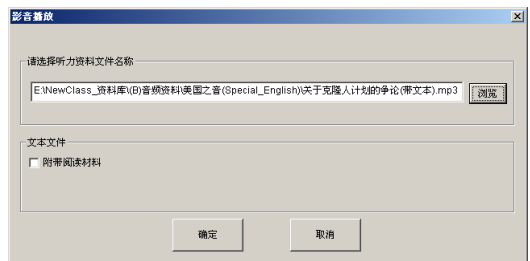 影音播放
请选择听力资料文件名称
E:\NewClass_资料库\(B)音频资料\美国之音(Special_English)\关于克隆人计划的争论(带文本).mp3
浏览
文本文件
附带阅读材料
确定
取消